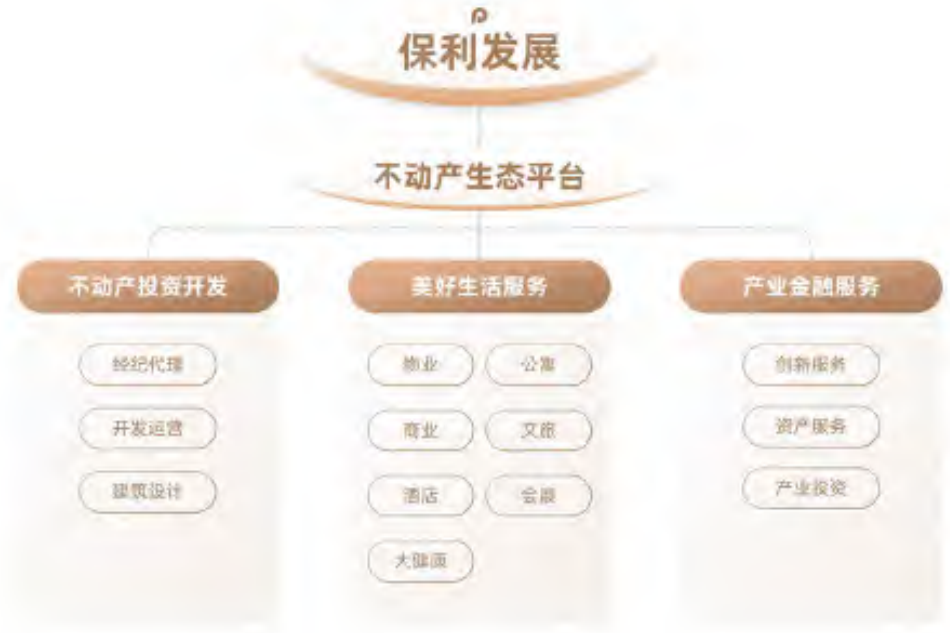 保利发展
不动产生态平台
不动产投资开发
经纪代理
开发运营
建筑设计
美好生活服务
物业 公寓
商业 文旅
酒店 会展
大健康
产业金融服务
创新服务
资产服务
产业投资